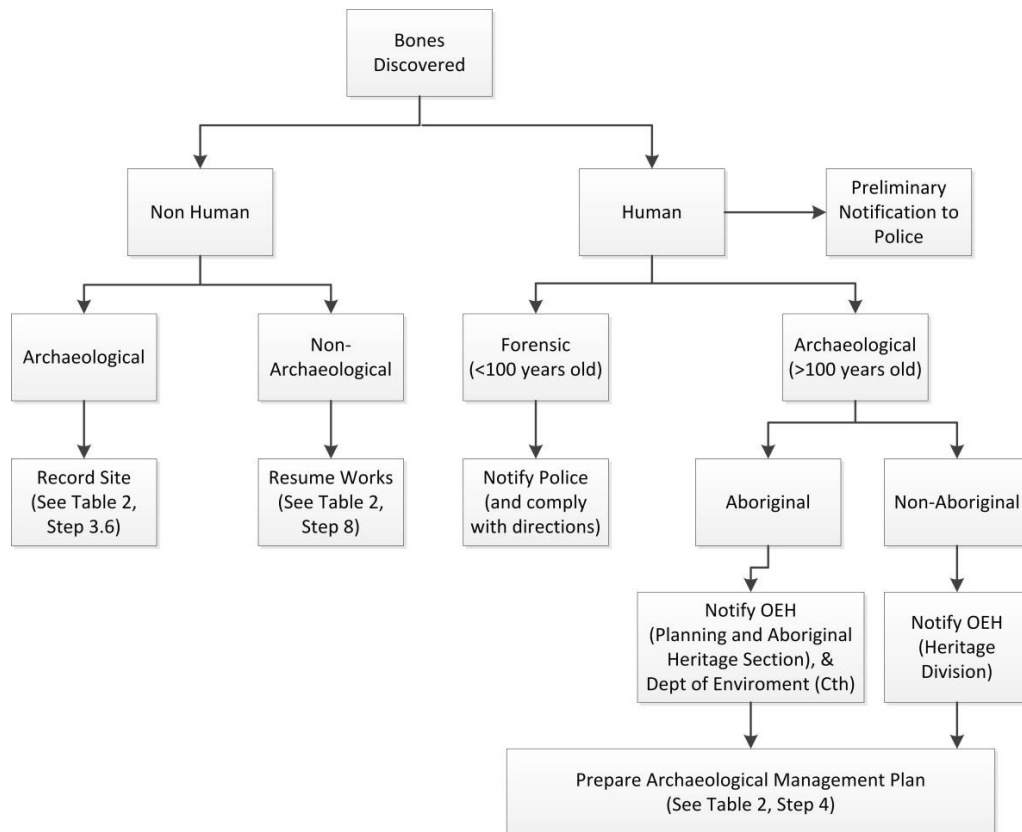 Bones
Discovered
Non Human
Human
Preliminary
Notification to
Police
Archaeological
Non-
Archaeological
Forensic
(<100 years old)
Archaeological
(>100 years old)
Record Site
(See Table 2,
Step 3.6)
Resume Works
(See Table 2,
Step 8)
Notify Police
(and comply
with directions)
Aboriginal
Non-Aboriginal
Notify OEH
(Planning and Aboriginal
Heritage Section), &
Dept of Enviroment (Cth)
Notify OEH
(Heritage
Division)
Prepare Archaeological Management Plan
(See Table 2, Step 4)